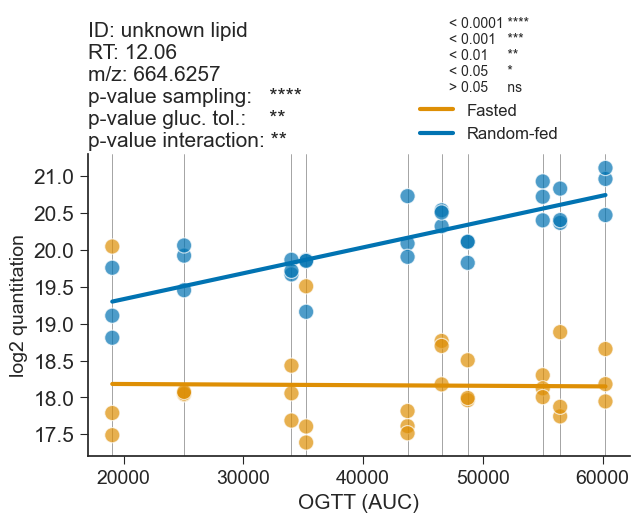 ID: unknown lipid
RT: 12.06
m/z: 664.6257
p-value sampling: ****
p-value gluc. tol.: **
p-value interaction: **
< 0.0001 ****
< 0.001 ***
< 0.01 **
< 0.05 *
> 0.05 ns
Fasted
Random-fed
log2 quantitation
21.0
20.5
20.0
19.5
19.0
18.5
18.0
17.5
20000 30000 40000 50000 60000
OGTT (AUC)